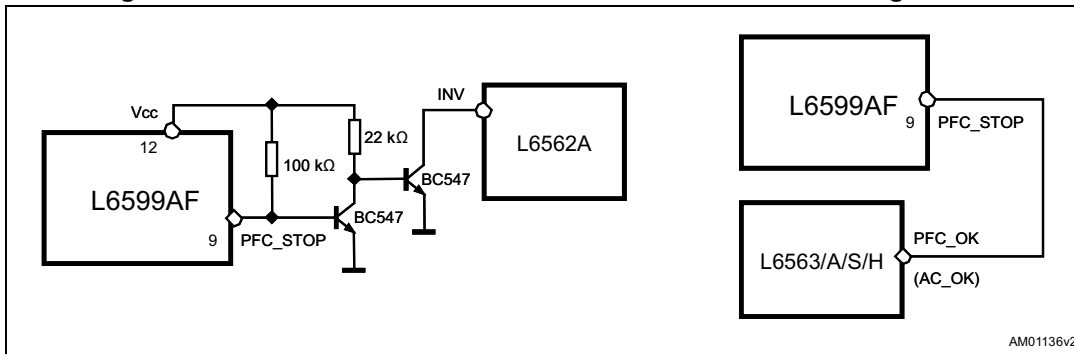 Vcc
12
L6599AF
9
PFC_STOP
100 kΩ
22 kΩ
BC547
BC547
INV
L6562A
L6599AF
9
PFC_STOP
L6563/A/S/H
PFC_OK
(AC_OK)
AM01136v2